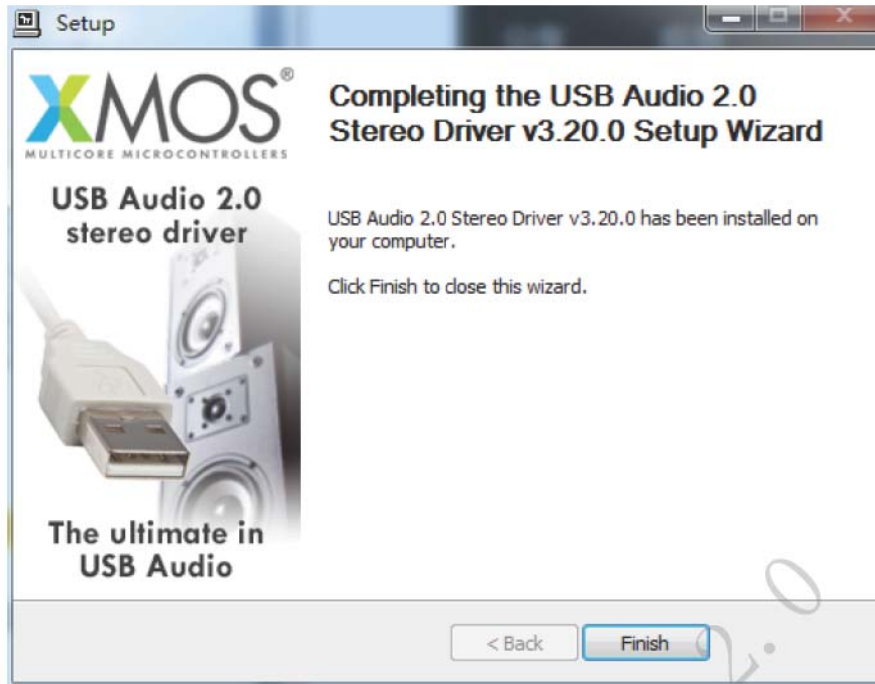 Setup
XMOS®
MULTICORE MICROCONTROLLERS
USB Audio 2.0
stereo driver
The ultimate in
USB Audio
Completing the USB Audio 2.0
Stereo Driver v3.20.0 Setup Wizard
USB Audio 2.0 Stereo Driver v3.20.0 has been installed on
your computer.
Click Finish to close this wizard.
< Back
Finish
2.0